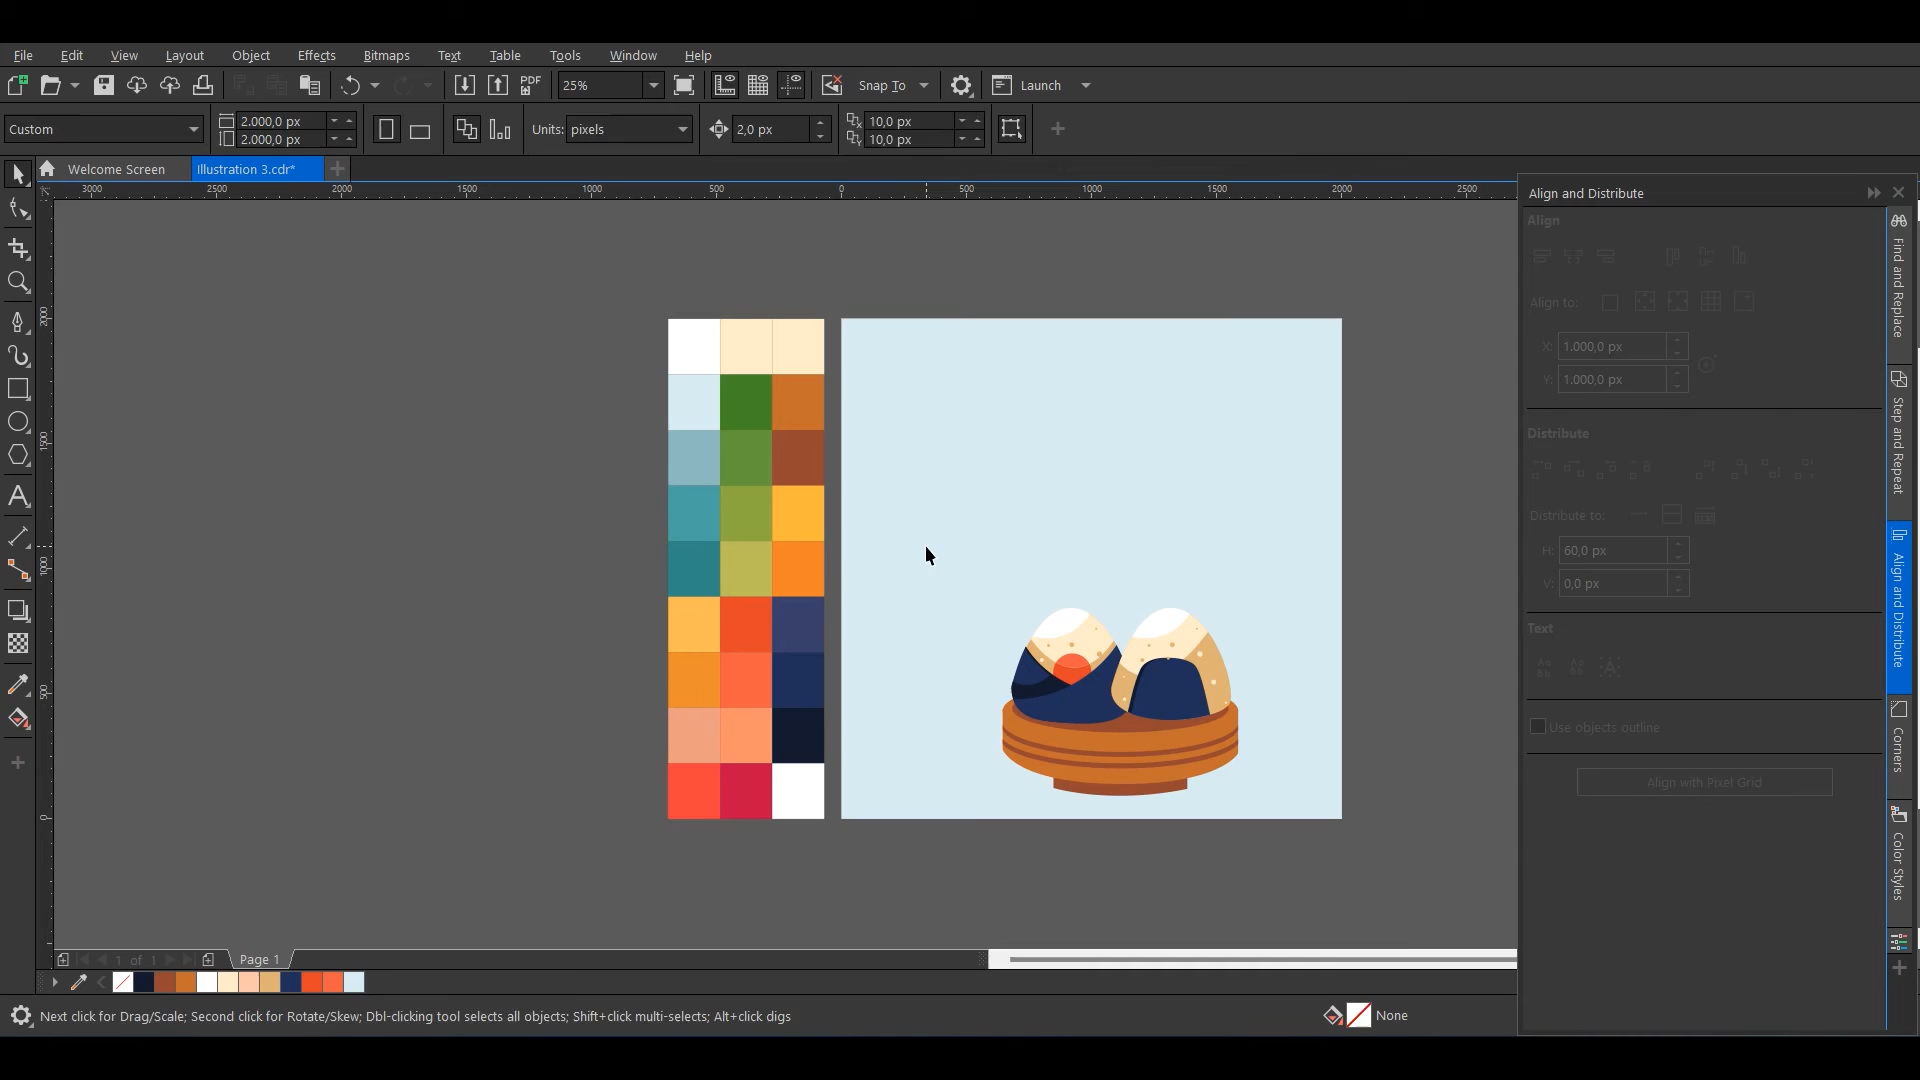 File Edit View Layout Object Effects Bitmaps Text Table Tools Window Help
PDF 25% Snap To Launch
Custom 2.000,0 px 2.000,0 px Units: pixels 2,0 px 10,0 px 10,0 px
Welcome Screen Illustration 3.cdr*
3000 2500 2000 1500 1000 500 0 500 1000 1500 2000 2500
2000
1500
1000
500
0
Align and Distribute
Align
Align to:
X: 1.000,0 px
Y: 1.000,0 px
Distribute
Distribute to:
H: 60,0 px
V: 0,0 px
Text
Use objects outline
Align with Pixel Grid
Find and Replace
Step and Repeat
Align and Distribute
Corners
Color Styles
1 of 1 Page 1
Next click for Drag/Scale; Second click for Rotate/Skew; Dbl-clicking tool selects all objects; Shift+click multi-selects; Alt+click digs
None